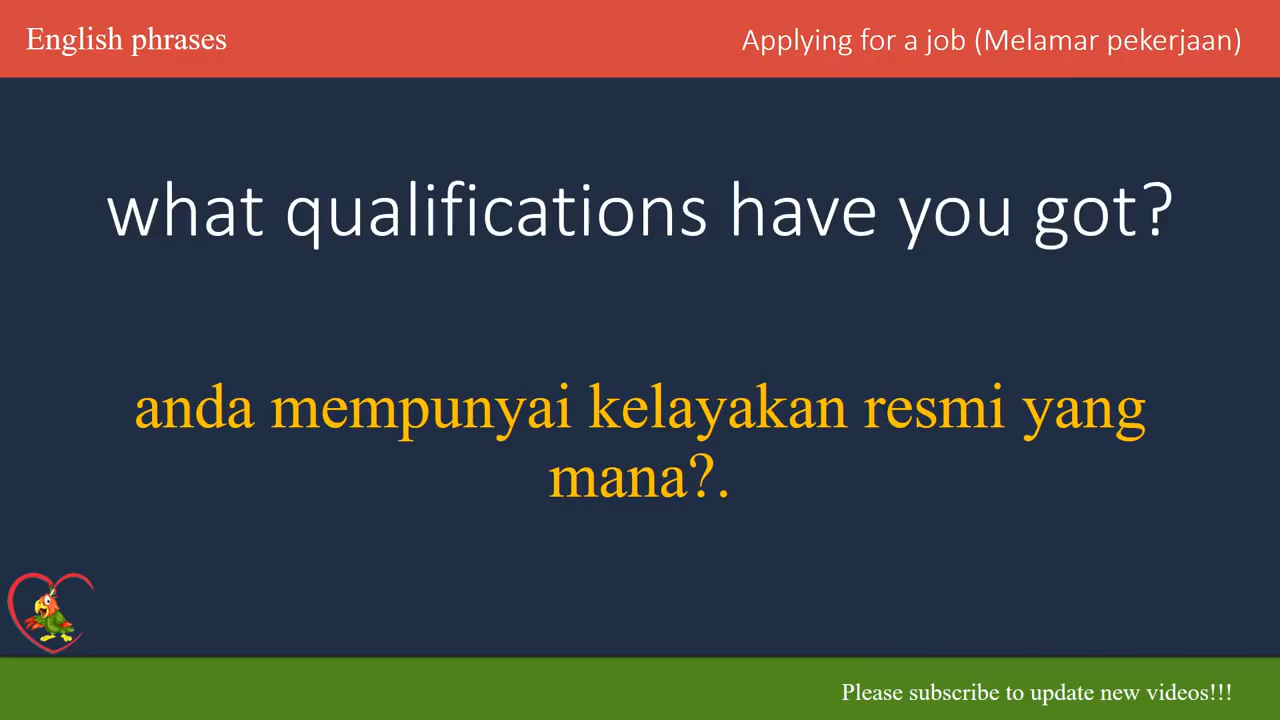 English phrases
Applying for a job (Melamar pekerjaan)
what qualifications have you got?
anda mempunyai kelayakan resmi yang
mana?.
Please subscribe to update new videos!!!